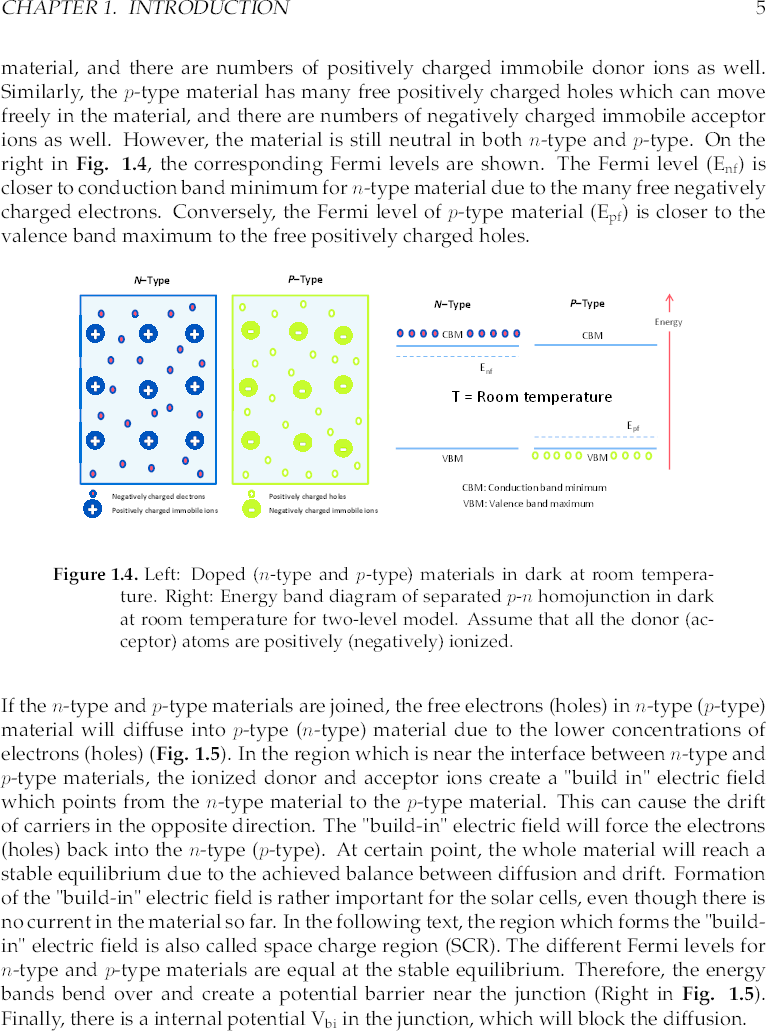 CHAPTER 1. INTRODUCTION 5
material, and there are numbers of positively charged immobile donor ions as well.
Similarly, the p-type material has many free positively charged holes which can move
freely in the material, and there are numbers of negatively charged immobile acceptor
ions as well. However, the material is still neutral in both n-type and p-type. On the
right in Fig. 1.4, the corresponding Fermi levels are shown. The Fermi level (Enf) is
closer to conduction band minimum for n-type material due to the many free negatively
charged electrons. Conversely, the Fermi level of p-type material (Epf) is closer to the
valence band maximum to the free positively charged holes.
N–Type
P–Type
+ + +
+ + +
+ + +
- - -
- - -
- - -
Negatively charged electrons
Positively charged immobile ions
Positively charged holes
Negatively charged immobile ions
N–Type
P–Type
Energy
CBM
CBM
Enf
T = Room temperature
Epf
VBM
VBM
CBM: Conduction band minimum
VBM: Valence band maximum
Figure 1.4. Left: Doped (n-type and p-type) materials in dark at room tempera-
ture. Right: Energy band diagram of separated p-n homojunction in dark
at room temperature for two-level model. Assume that all the donor (ac-
ceptor) atoms are positively (negatively) ionized.
If the n-type and p-type materials are joined, the free electrons (holes) in n-type (p-type)
material will diffuse into p-type (n-type) material due to the lower concentrations of
electrons (holes) (Fig. 1.5). In the region which is near the interface between n-type and
p-type materials, the ionized donor and acceptor ions create a "build in" electric field
which points from the n-type material to the p-type material. This can cause the drift
of carriers in the opposite direction. The "build-in" electric field will force the electrons
(holes) back into the n-type (p-type). At certain point, the whole material will reach a
stable equilibrium due to the achieved balance between diffusion and drift. Formation
of the "build-in" electric field is rather important for the solar cells, even though there is
no current in the material so far. In the following text, the region which forms the "build-
in" electric field is also called space charge region (SCR). The different Fermi levels for
n-type and p-type materials are equal at the stable equilibrium. Therefore, the energy
bands bend over and create a potential barrier near the junction (Right in Fig. 1.5).
Finally, there is a internal potential Vbi in the junction, which will block the diffusion.